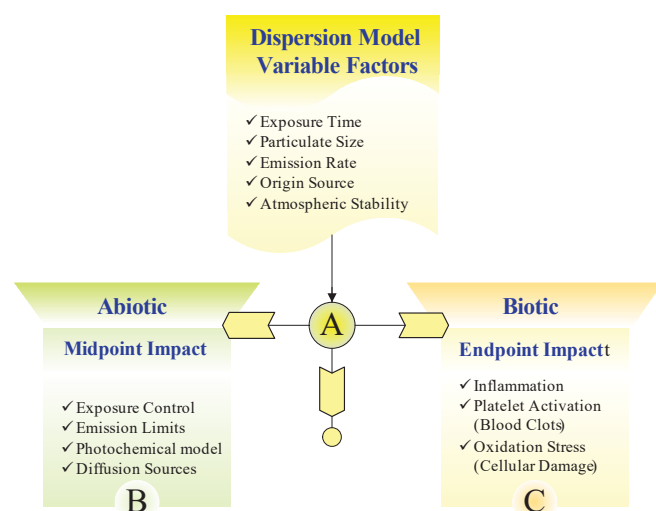 Dispersion Model
Variable Factors
✓ Exposure Time
✓ Particulate Size
✓ Emission Rate
✓ Origin Source
✓ Atmospheric Stability
Abiotic
A
Biotic
Midpoint Impact
✓ Exposure Control
✓ Emission Limits
✓ Photochemical model
✓ Diffusion Sources
B
Endpoint Impactt
✓ Inflammation
✓ Platelet Activation
(Blood Clots)
✓ Oxidation Stress
(Cellular Damage)
C